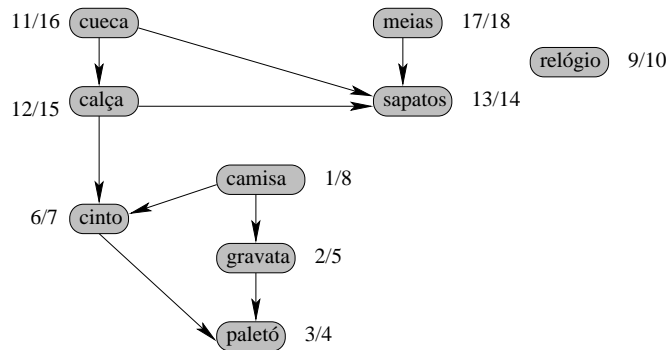 11/16 cueca meias 17/18
relógio 9/10
12/15 calça sapatos 13/14
camisa 1/8
6/7 cinto
gravata 2/5
paletó 3/4